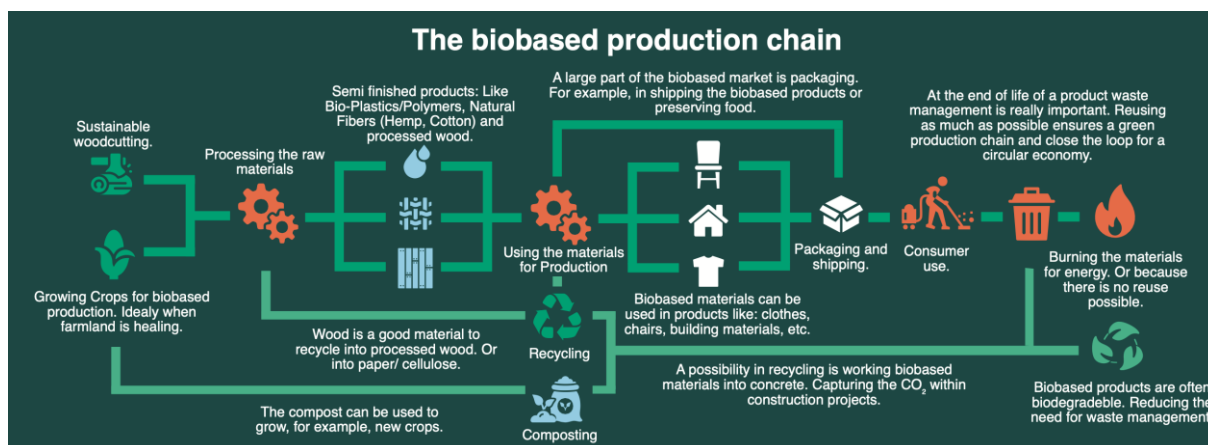 The biobased production chain
Sustainable
woodcutting.
Growing Crops for biobased
production. Idealy when
farmland is healing.
Processing the raw
materials
Semi finished products: Like
Bio-Plastics/Polymers, Natural
Fibers (Hemp, Cotton) and
processed wood.
Using the materials
for Production
A large part of the biobased market is packaging.
For example, in shipping the biobased products or
preserving food.
Biobased materials can be
used in products like: clothes,
chairs, building materials, etc.
Packaging and
shipping.
Consumer
use.
At the end of life of a product waste
management is really important. Reusing
as much as possible ensures a green
production chain and close the loop for a
circular economy.
Burning the materials
for energy. Or because
there is no reuse
possible.
Wood is a good material to
recycle into processed wood. Or
into paper/ cellulose.
Recycling
A possibility in recycling is working biobased
materials into concrete. Capturing the CO₂ within
construction projects.
Biobased products are often
biodegradeble. Reducing the
need for waste management
The compost can be used to
grow, for example, new crops.
Composting